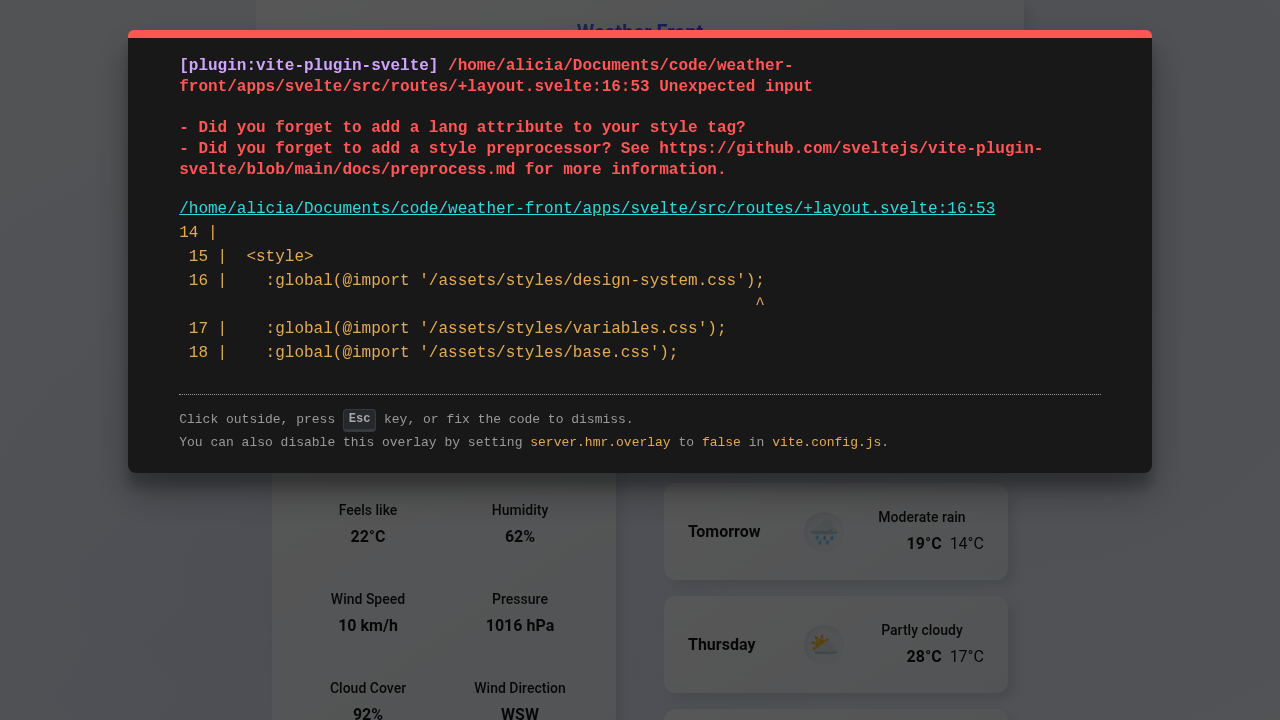 Weather Front
[plugin:vite-plugin-svelte] /home/alicia/Documents/code/weather-
front/apps/svelte/src/routes/+layout.svelte:16:53 Unexpected input
- Did you forget to add a lang attribute to your style tag?
- Did you forget to add a style preprocessor? See https://github.com/sveltejs/vite-plugin-
svelte/blob/main/docs/preprocess.md for more information.
/home/alicia/Documents/code/weather-front/apps/svelte/src/routes/+layout.svelte:16:53
14 |
15 |  <style>
16 |    :global(@import '/assets/styles/design-system.css');
^
17 |    :global(@import '/assets/styles/variables.css');
18 |    :global(@import '/assets/styles/base.css');
Click outside, press Esc key, or fix the code to dismiss.
You can also disable this overlay by setting server.hmr.overlay to false in vite.config.js.
Feels like
22°C
Humidity
62%
Wind Speed
10 km/h
Pressure
1016 hPa
Cloud Cover
92%
Wind Direction
WSW
Tomorrow
Moderate rain
19°C 14°C
Thursday
Partly cloudy
28°C 17°C